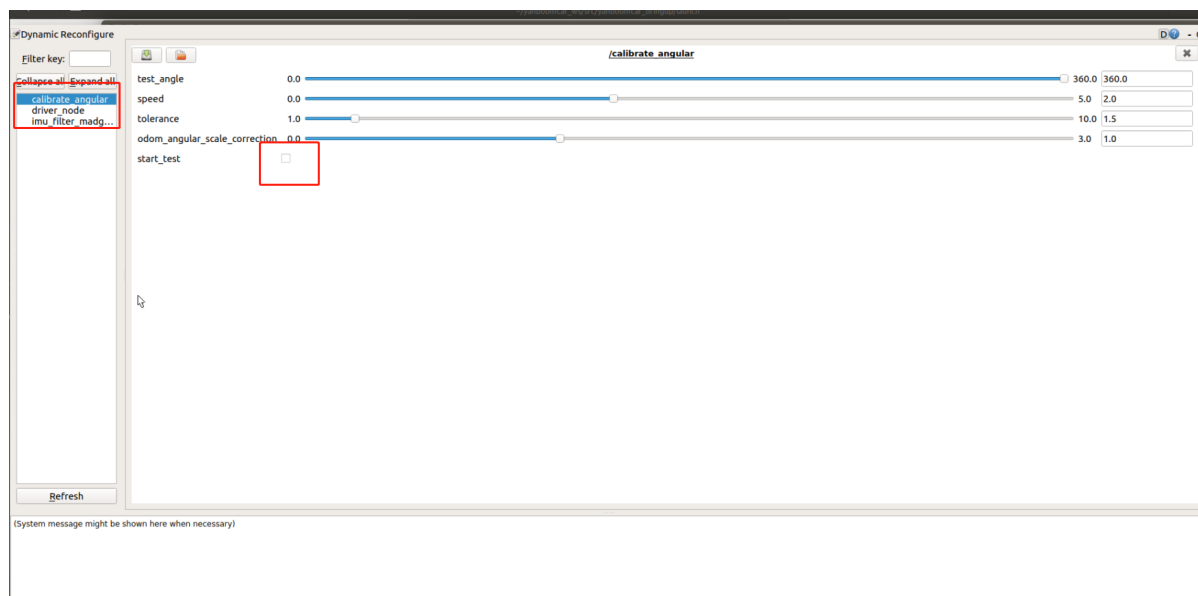 Dynamic Reconfigure
D
Filter key:
Collapse all Expand all
calibrate_angular
driver_node
imu_filter_madg...
Refresh
/calibrate_angular
test_angle 0.0 360.0 360.0
speed 0.0 5.0 2.0
tolerance 1.0 10.0 1.5
odom_angular_scale_correction 0.0 3.0 1.0
start_test
(System message might be shown here when necessary)